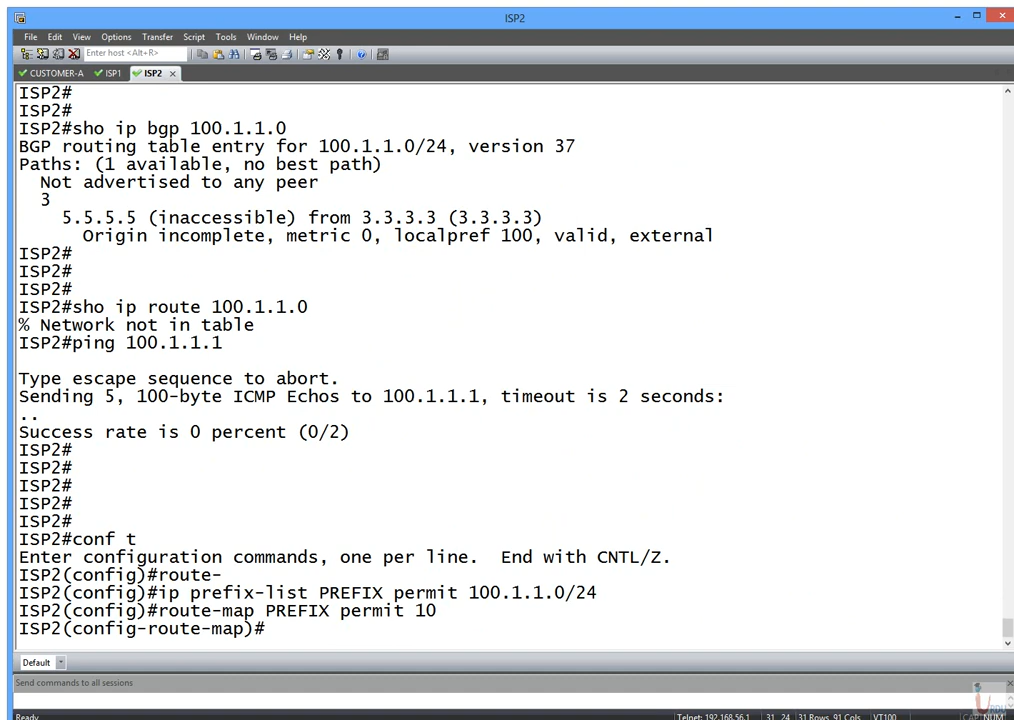 ISP2
File Edit View Options Transfer Script Tools Window Help
Enter host <Alt+R>
CUSTOMER-A ISP1 ISP2
ISP2#
ISP2#
ISP2#sho ip bgp 100.1.1.0
BGP routing table entry for 100.1.1.0/24, version 37
Paths: (1 available, no best path)
Not advertised to any peer
3
5.5.5.5 (inaccessible) from 3.3.3.3 (3.3.3.3)
Origin incomplete, metric 0, localpref 100, valid, external
ISP2#
ISP2#
ISP2#
ISP2#sho ip route 100.1.1.0
% Network not in table
ISP2#ping 100.1.1.1
Type escape sequence to abort.
Sending 5, 100-byte ICMP Echos to 100.1.1.1, timeout is 2 seconds:
..
Success rate is 0 percent (0/2)
ISP2#
ISP2#
ISP2#
ISP2#
ISP2#
ISP2#conf t
Enter configuration commands, one per line.  End with CNTL/Z.
ISP2(config)#route-
ISP2(config)#ip prefix-list PREFIX permit 100.1.1.0/24
ISP2(config)#route-map PREFIX permit 10
ISP2(config-route-map)#
Default
Send commands to all sessions
Ready Telnet: 192.168.56.1 31, 24 31 Rows, 91 Cols VT100 CAP NUM